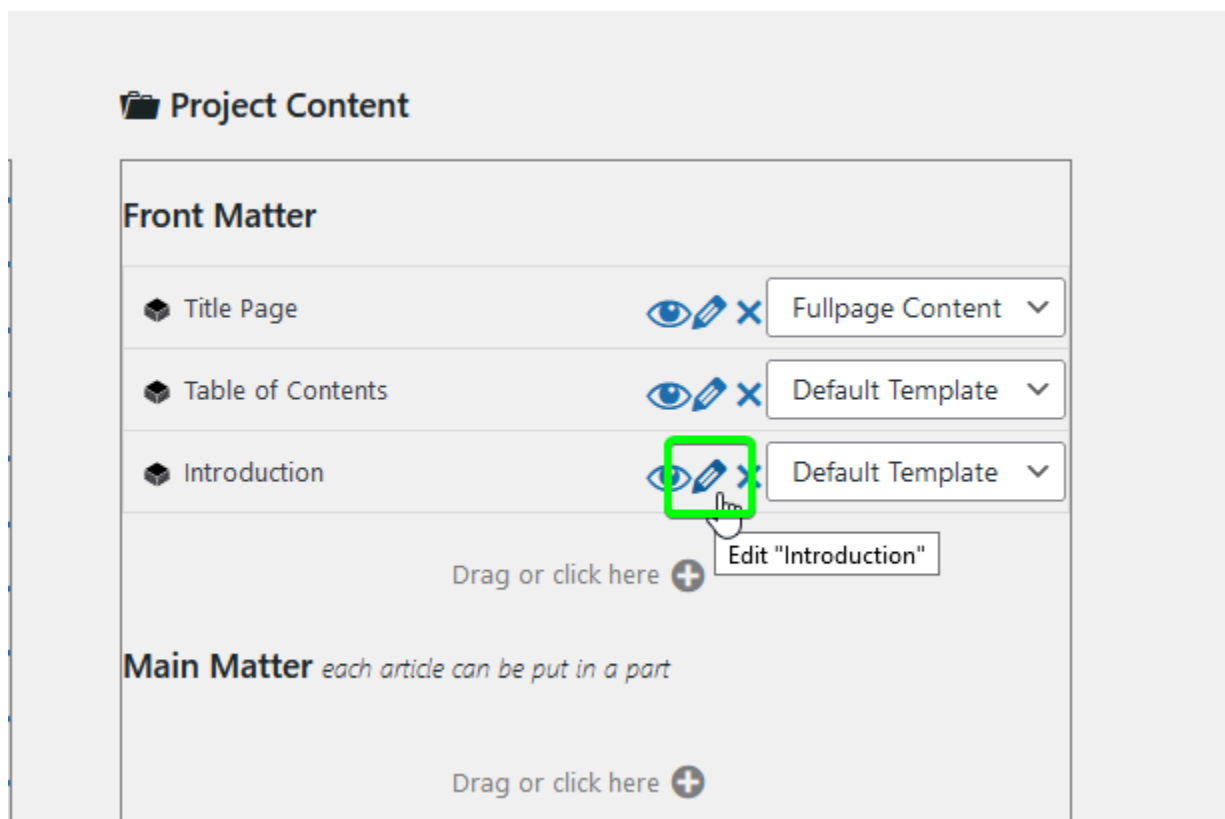 Project Content
Front Matter
Title Page Fullpage Content
Table of Contents Default Template
Introduction Default Template
Edit "Introduction"
Drag or click here
Main Matter each article can be put in a part
Drag or click here